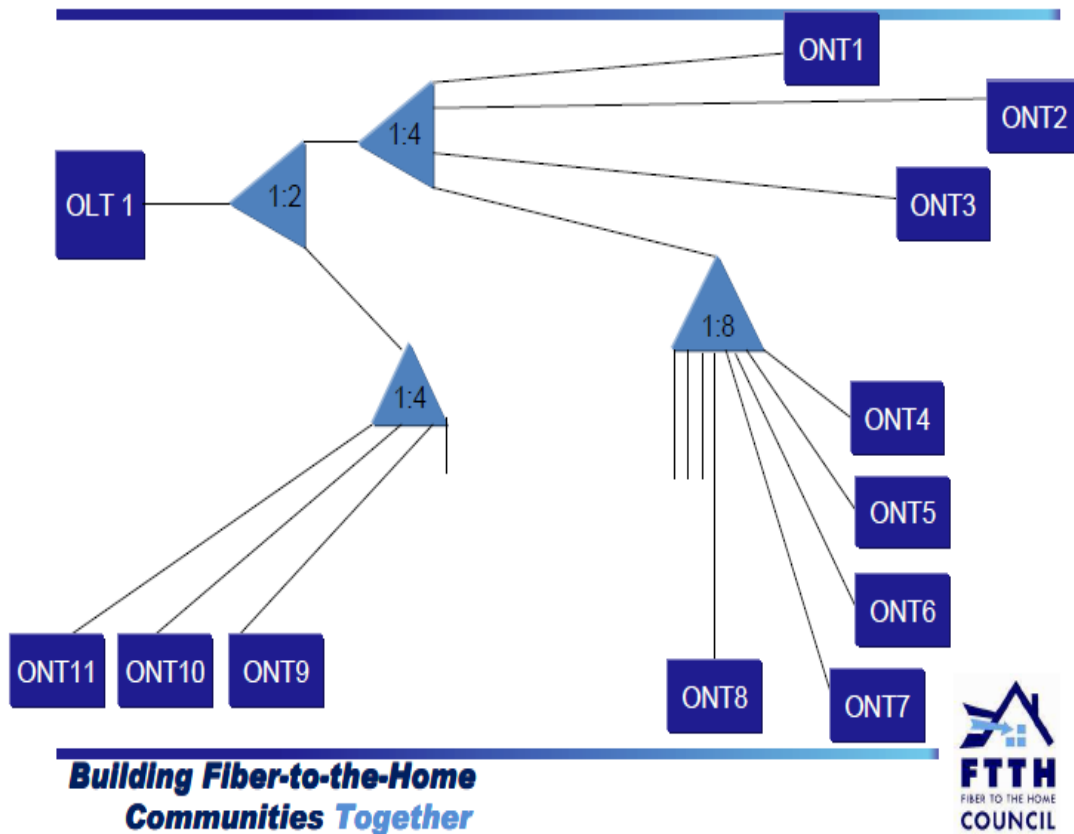 ONT1
1:4
ONT2
OLT 1
1:2
ONT3
1:8
1:4
ONT4
ONT5
ONT6
ONT11
ONT10
ONT9
ONT8
ONT7
Building Fiber-to-the-Home
Communities Together
FTTH
FIBER TO THE HOME
COUNCIL